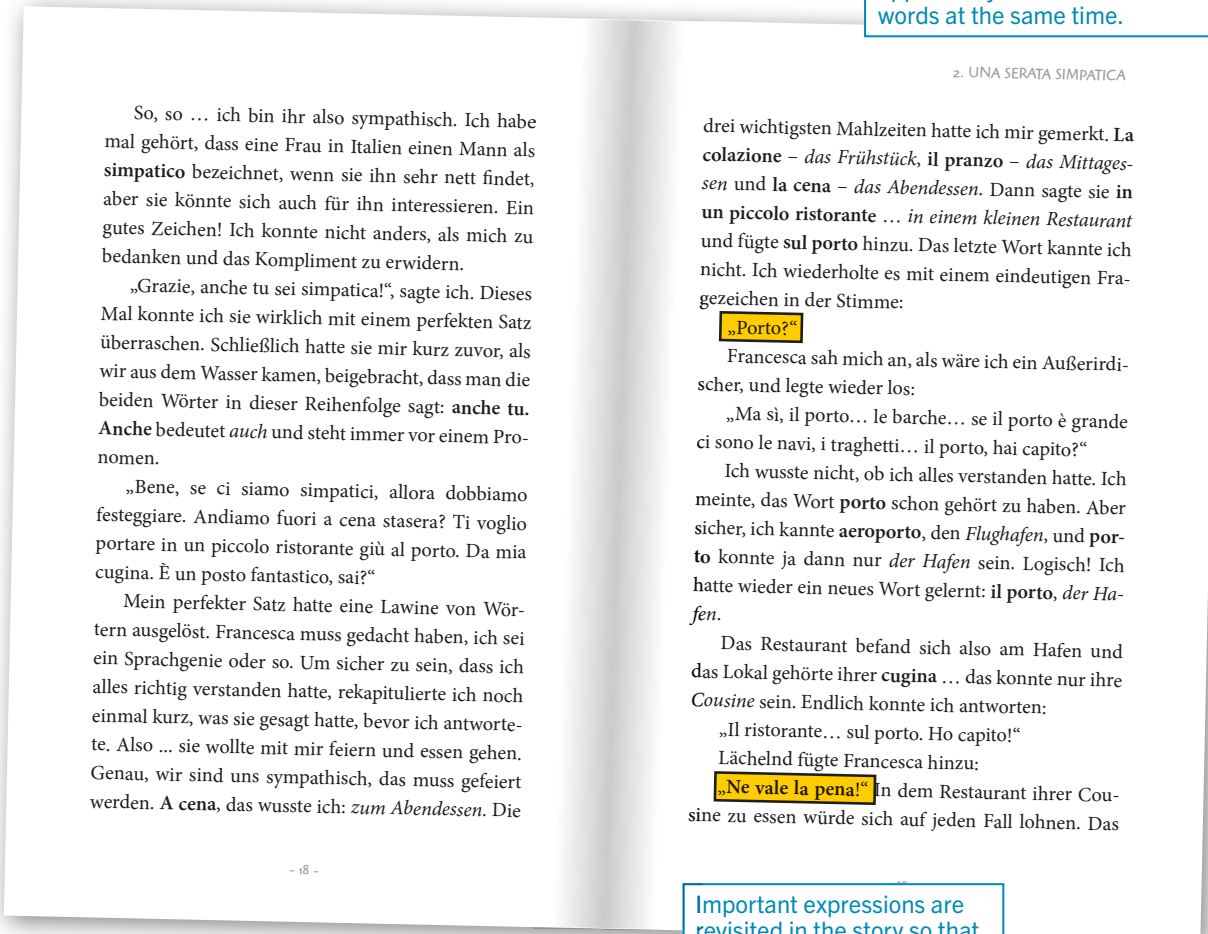 words at the same time.
So, so … ich bin ihr also sympathisch. Ich habe
mal gehört, dass eine Frau in Italien einen Mann als
simpatico bezeichnet, wenn sie ihn sehr nett findet,
aber sie könnte sich auch für ihn interessieren. Ein
gutes Zeichen! Ich konnte nicht anders, als mich zu
bedanken und das Kompliment zu erwidern.
„Grazie, anche tu sei simpatica!“, sagte ich. Dieses
Mal konnte ich sie wirklich mit einem perfekten Satz
überraschen. Schließlich hatte sie mir kurz zuvor, als
wir aus dem Wasser kamen, beigebracht, dass man die
beiden Wörter in dieser Reihenfolge sagt: anche tu.
Anche bedeutet auch und steht immer vor einem Pro-
nomen.
„Bene, se ci siamo simpatici, allora dobbiamo
festeggiare. Andiamo fuori a cena stasera? Ti voglio
portare in un piccolo ristorante giù al porto. Da mia
cugina. È un posto fantastico, sai?“
Mein perfekter Satz hatte eine Lawine von Wör-
tern ausgelöst. Francesca muss gedacht haben, ich sei
ein Sprachgenie oder so. Um sicher zu sein, dass ich
alles richtig verstanden hatte, rekapitulierte ich noch
einmal kurz, was sie gesagt hatte, bevor ich antworte-
te. Also ... sie wollte mit mir feiern und essen gehen.
Genau, wir sind uns sympathisch, das muss gefeiert
werden. A cena, das wusste ich: zum Abendessen. Die
– 18 –
2. UNA SERATA SIMPATICA
drei wichtigsten Mahlzeiten hatte ich mir gemerkt. La
colazione – das Frühstück, il pranzo – das Mittages-
sen und la cena – das Abendessen. Dann sagte sie in
un piccolo ristorante … in einem kleinen Restaurant
und fügte sul porto hinzu. Das letzte Wort kannte ich
nicht. Ich wiederholte es mit einem eindeutigen Fra-
gezeichen in der Stimme:
„Porto?“
Francesca sah mich an, als wäre ich ein Außerirdi-
scher, und legte wieder los:
„Ma sì, il porto… le barche… se il porto è grande
ci sono le navi, i traghetti… il porto, hai capito?“
Ich wusste nicht, ob ich alles verstanden hatte. Ich
meinte, das Wort porto schon gehört zu haben. Aber
sicher, ich kannte aeroporto, den Flughafen, und por-
to konnte ja dann nur der Hafen sein. Logisch! Ich
hatte wieder ein neues Wort gelernt: il porto, der Ha-
fen.
Das Restaurant befand sich also am Hafen und
das Lokal gehörte ihrer cugina … das konnte nur ihre
Cousine sein. Endlich konnte ich antworten:
„Il ristorante… sul porto. Ho capito!“
Lächelnd fügte Francesca hinzu:
„Ne vale la pena!“ In dem Restaurant ihrer Cou-
sine zu essen würde sich auf jeden Fall lohnen. Das
Important expressions are
revisited in the story so that